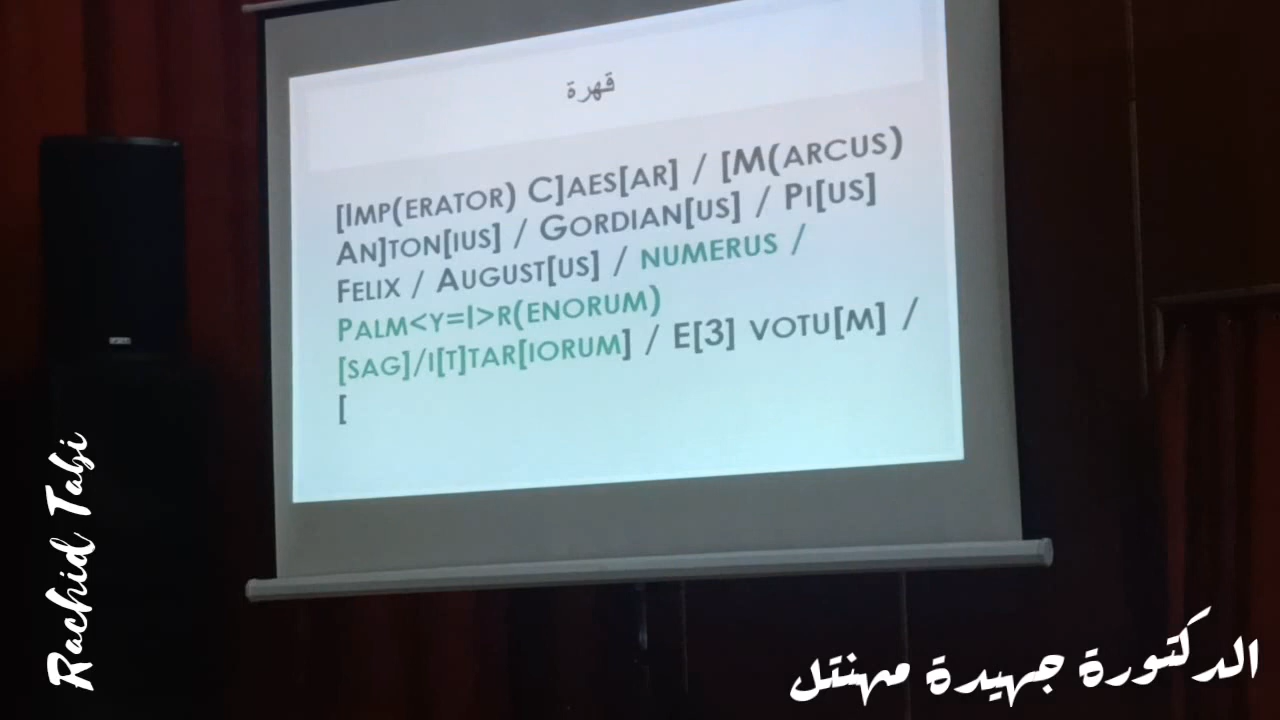 قهرة
[IMP(ERATOR) C]AES[AR] / [M(ARCUS)
AN]TON[IUS] / GORDIAN[US] / PI[US]
FELIX / AUGUST[US] / NUMERUS /
PALM<Y=I>R(ENORUM)
[SAG]/I[T]TAR[IORUM] / E[3] VOTU[M] /
[
Rachid Tabi
الدكتورة جهيدة مهنتل